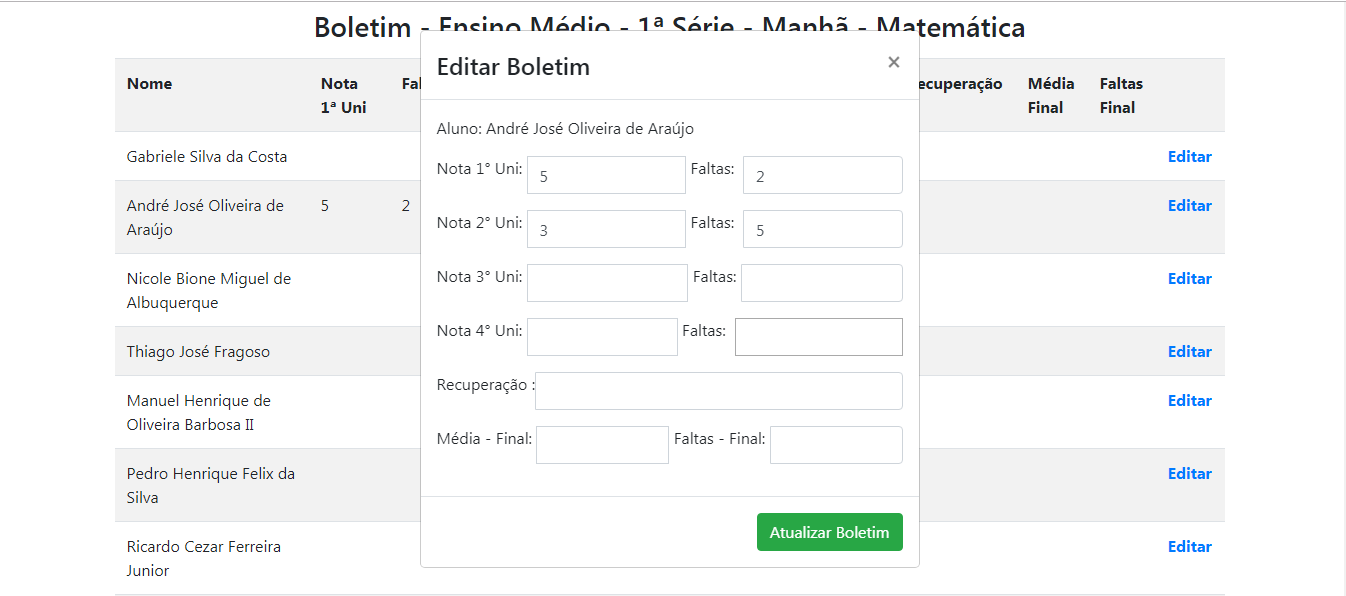 Boletim - Ensino Médio - 1ª Série - Manhã - Matemática
Editar Boletim ×
Nome Nota 1ª Uni Média Final Faltas Final
Aluno: André José Oliveira de Araújo
Gabriele Silva da Costa Editar
Nota 1° Uni: 5 Faltas: 2
André José Oliveira de Araújo 5 2 Editar
Nota 2° Uni: 3 Faltas: 5
Nicole Bione Miguel de Albuquerque Editar
Nota 3° Uni: Faltas:
Nota 4° Uni: Faltas:
Thiago José Fragoso Editar
Recuperação :
Manuel Henrique de Oliveira Barbosa II Editar
Média - Final: Faltas - Final:
Pedro Henrique Felix da Silva Editar
Atualizar Boletim
Ricardo Cezar Ferreira Junior Editar